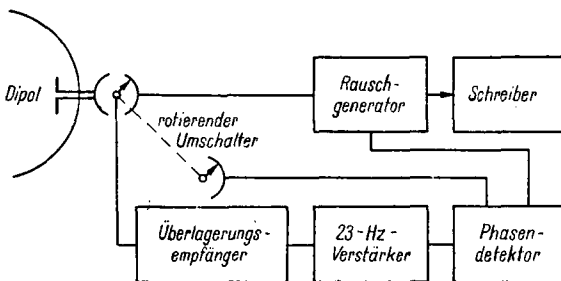 Dipol
rotierender
Umschalter
Rausch-
generator
Schreiber
Überlagerungs-
empfänger
23-Hz-
Verstärker
Phasen-
detektor